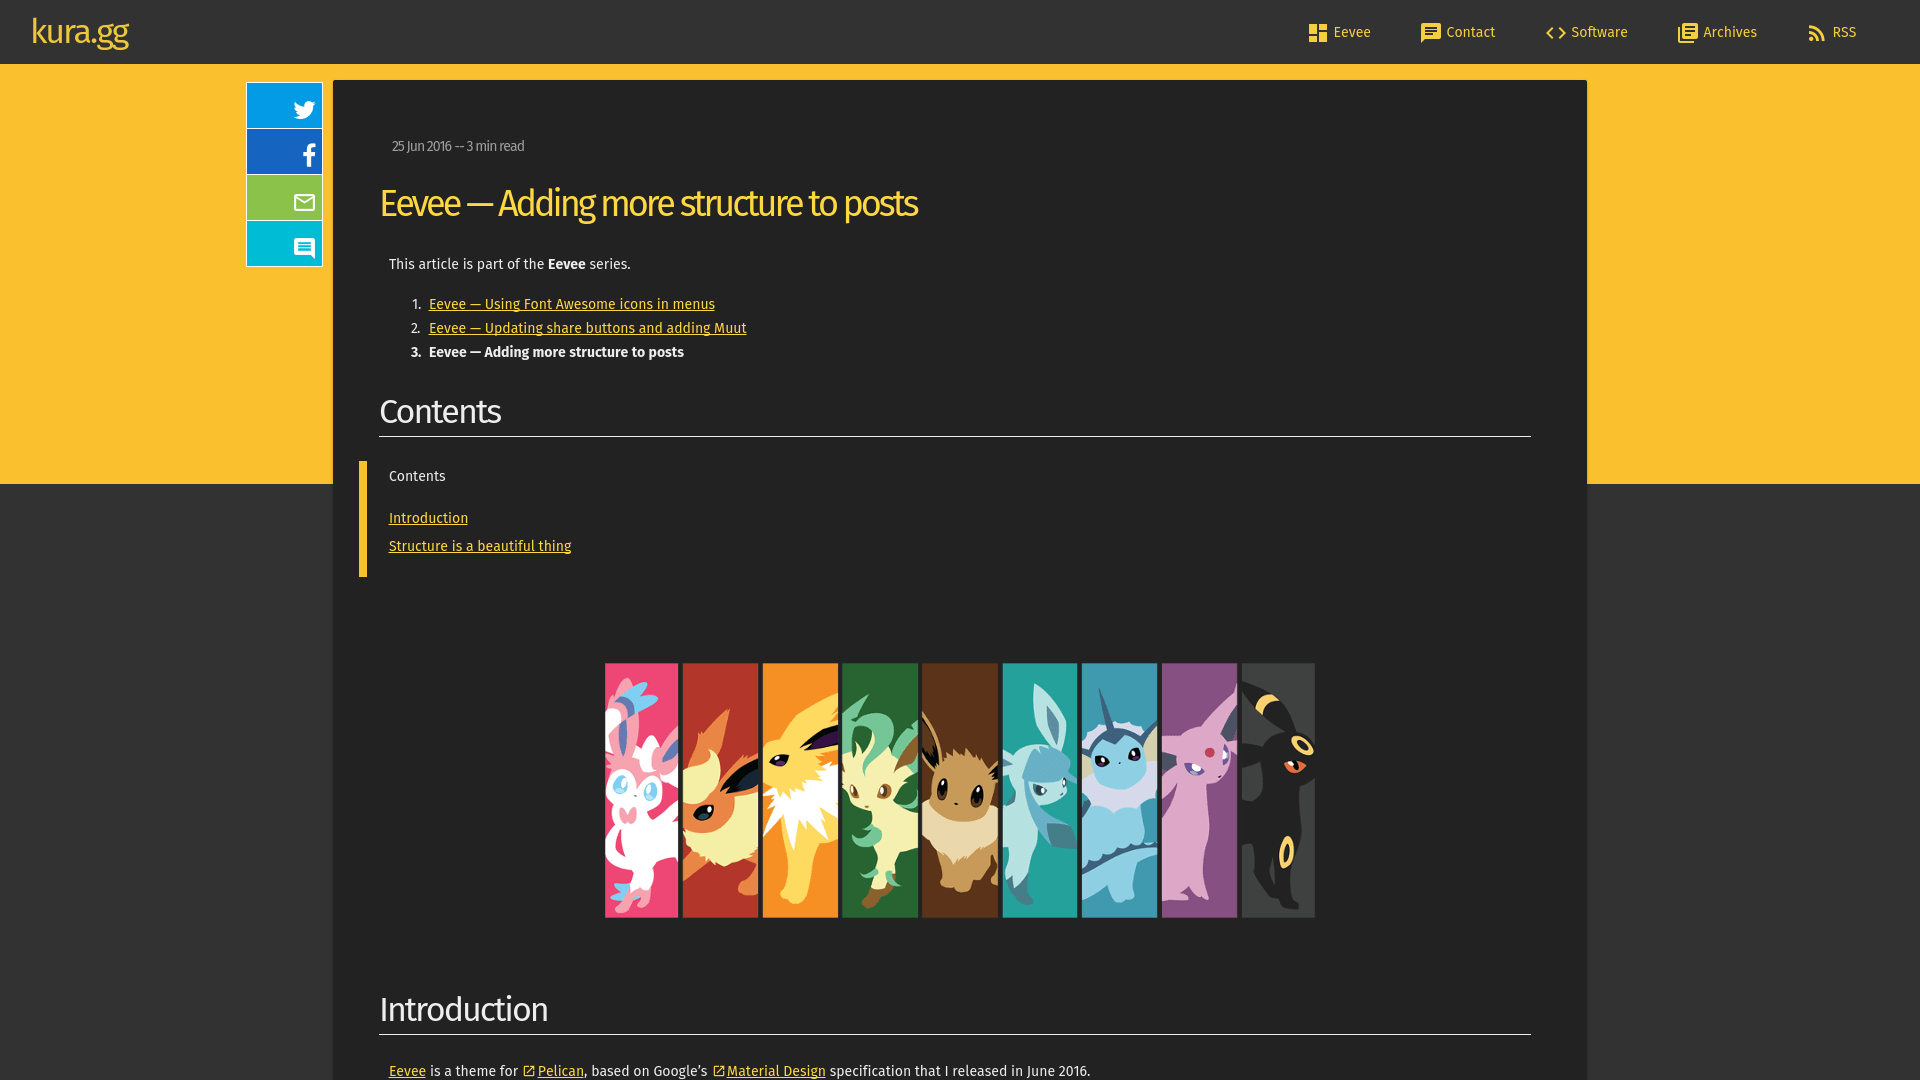 kura.gg
Eevee
Contact
Software
Archives
RSS
25 Jun 2016 -- 3 min read
Eevee — Adding more structure to posts
This article is part of the Eevee series.
1. Eevee — Using Font Awesome icons in menus
2. Eevee — Updating share buttons and adding Muut
3. Eevee — Adding more structure to posts
Contents
Contents
Introduction
Structure is a beautiful thing
Introduction
Eevee is a theme for Pelican, based on Google’s Material Design specification that I released in June 2016.